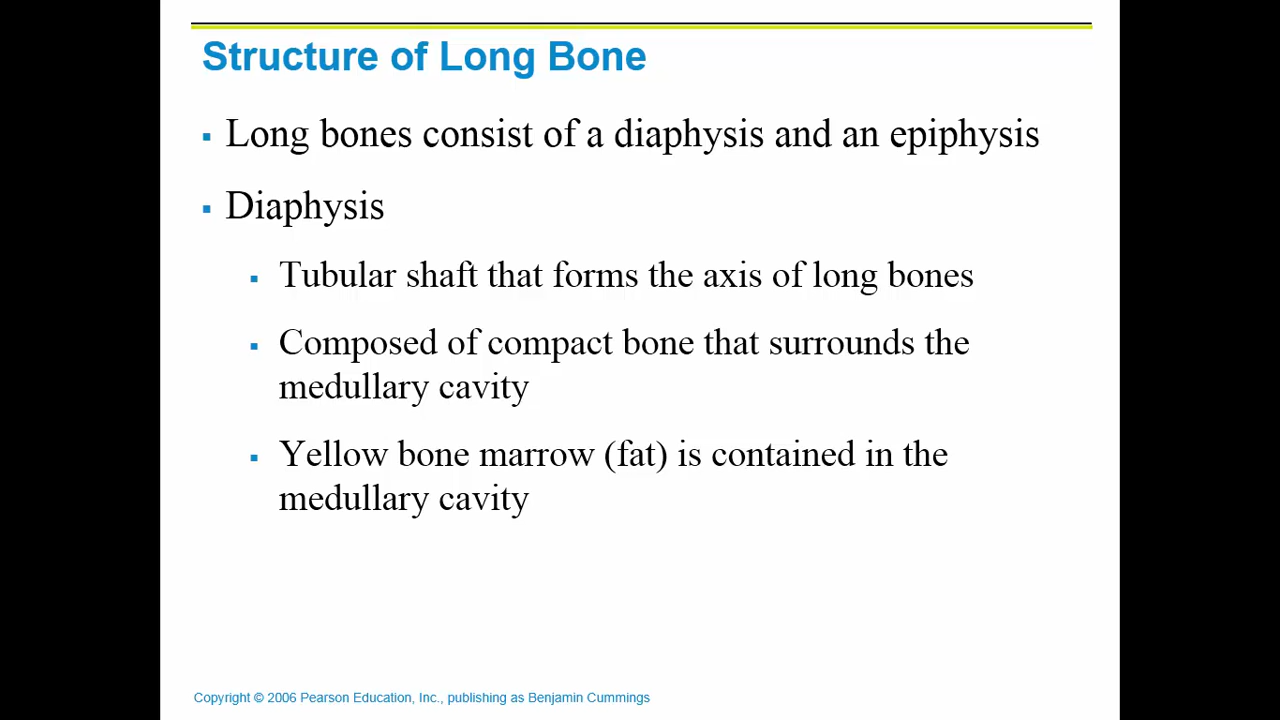 Structure of Long Bone
▪ Long bones consist of a diaphysis and an epiphysis
▪ Diaphysis
▪ Tubular shaft that forms the axis of long bones
▪ Composed of compact bone that surrounds the
medullary cavity
▪ Yellow bone marrow (fat) is contained in the
medullary cavity
Copyright © 2006 Pearson Education, Inc., publishing as Benjamin Cummings